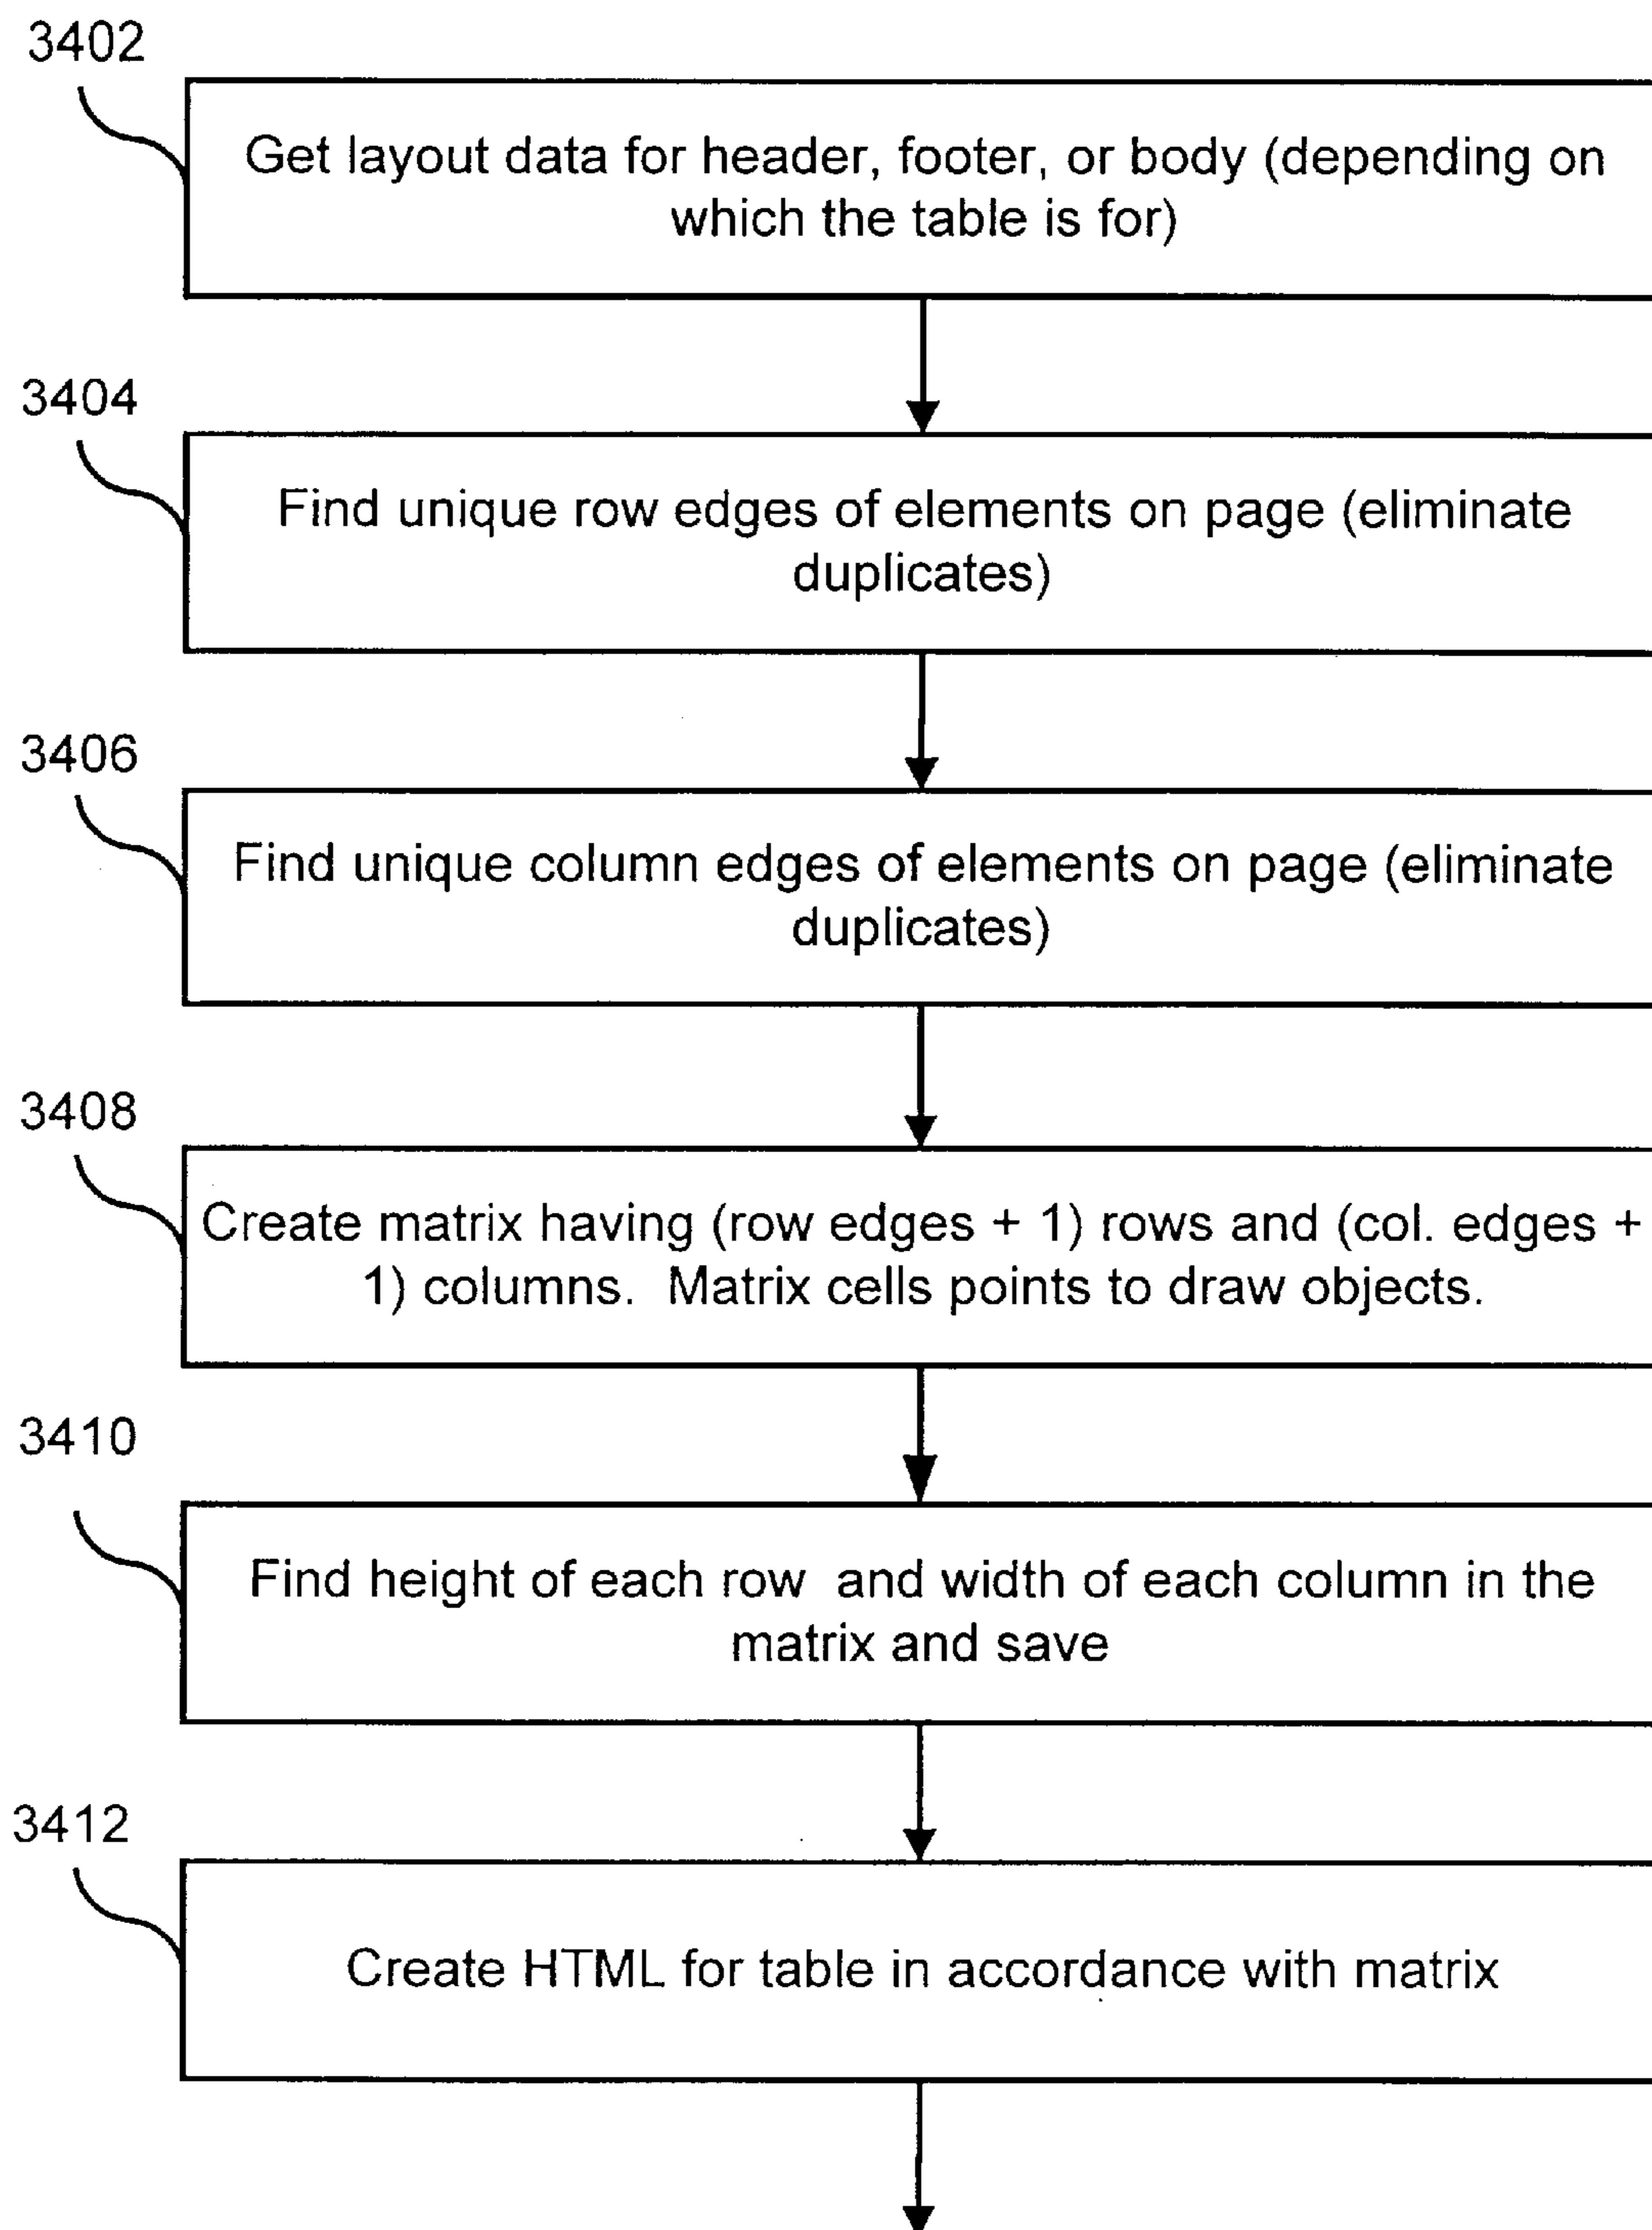 3402
Get layout data for header, footer, or body (depending on
which the table is for)
3404
Find unique row edges of elements on page (eliminate
duplicates)
3406
Find unique column edges of elements on page (eliminate
duplicates)
3408
Create matrix having (row edges + 1) rows and (col. edges +
1) columns. Matrix cells points to draw objects.
3410
Find height of each row and width of each column in the
matrix and save
3412
Create HTML for table in accordance with matrix